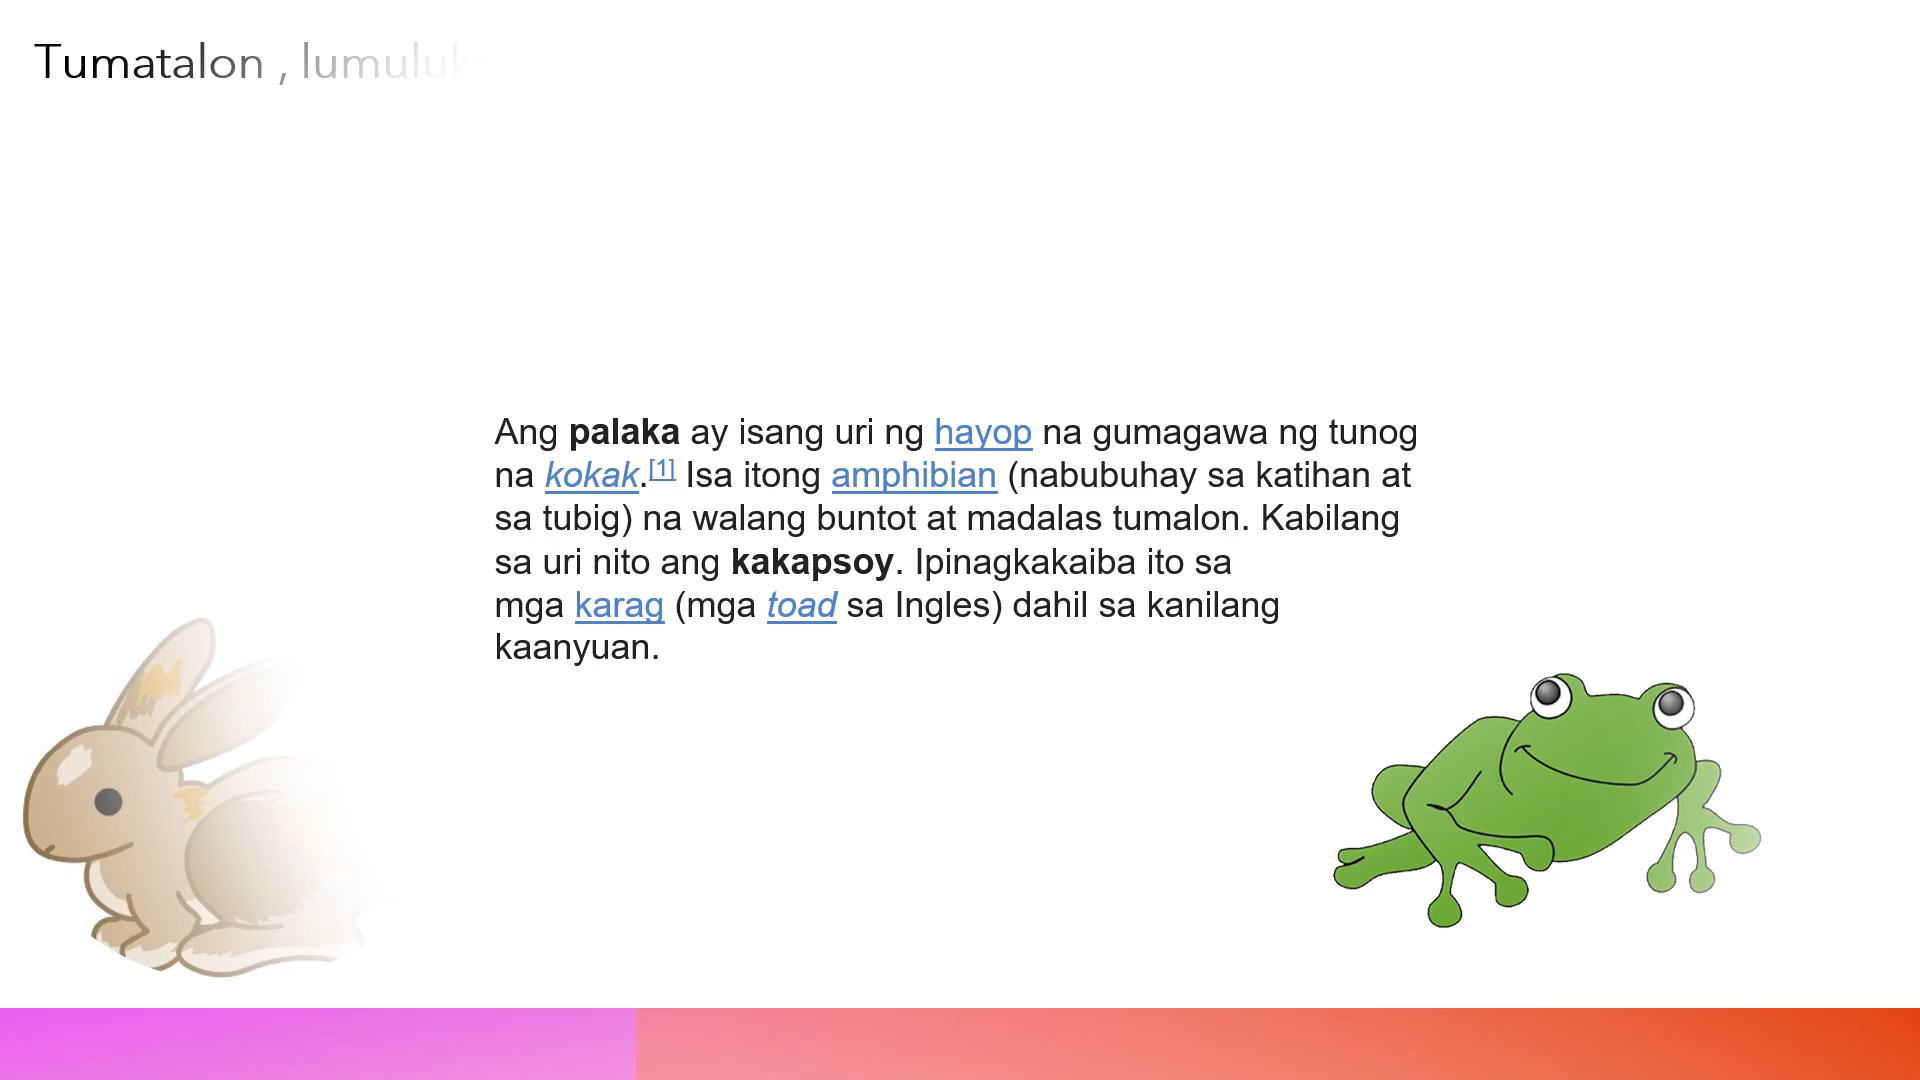 Tumatalon ,
Ang palaka ay isang uri ng hayop na gumagawa ng tunog
na kokak.[1] Isa itong amphibian (nabubuhay sa katihan at
sa tubig) na walang buntot at madalas tumalon. Kabilang
sa uri nito ang kakapsoy. Ipinagkakaiba ito sa
mga karag (mga toad sa Ingles) dahil sa kanilang
kaanyuan.